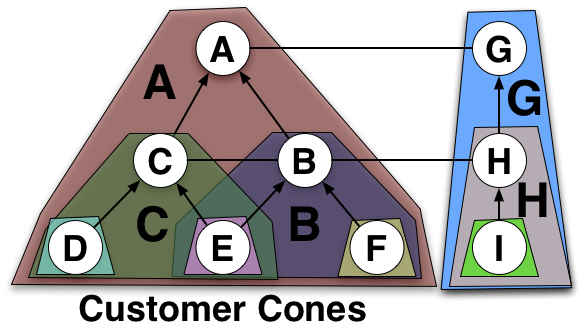 A G
A G
C B H
H
C B
D E F I
Customer Cones